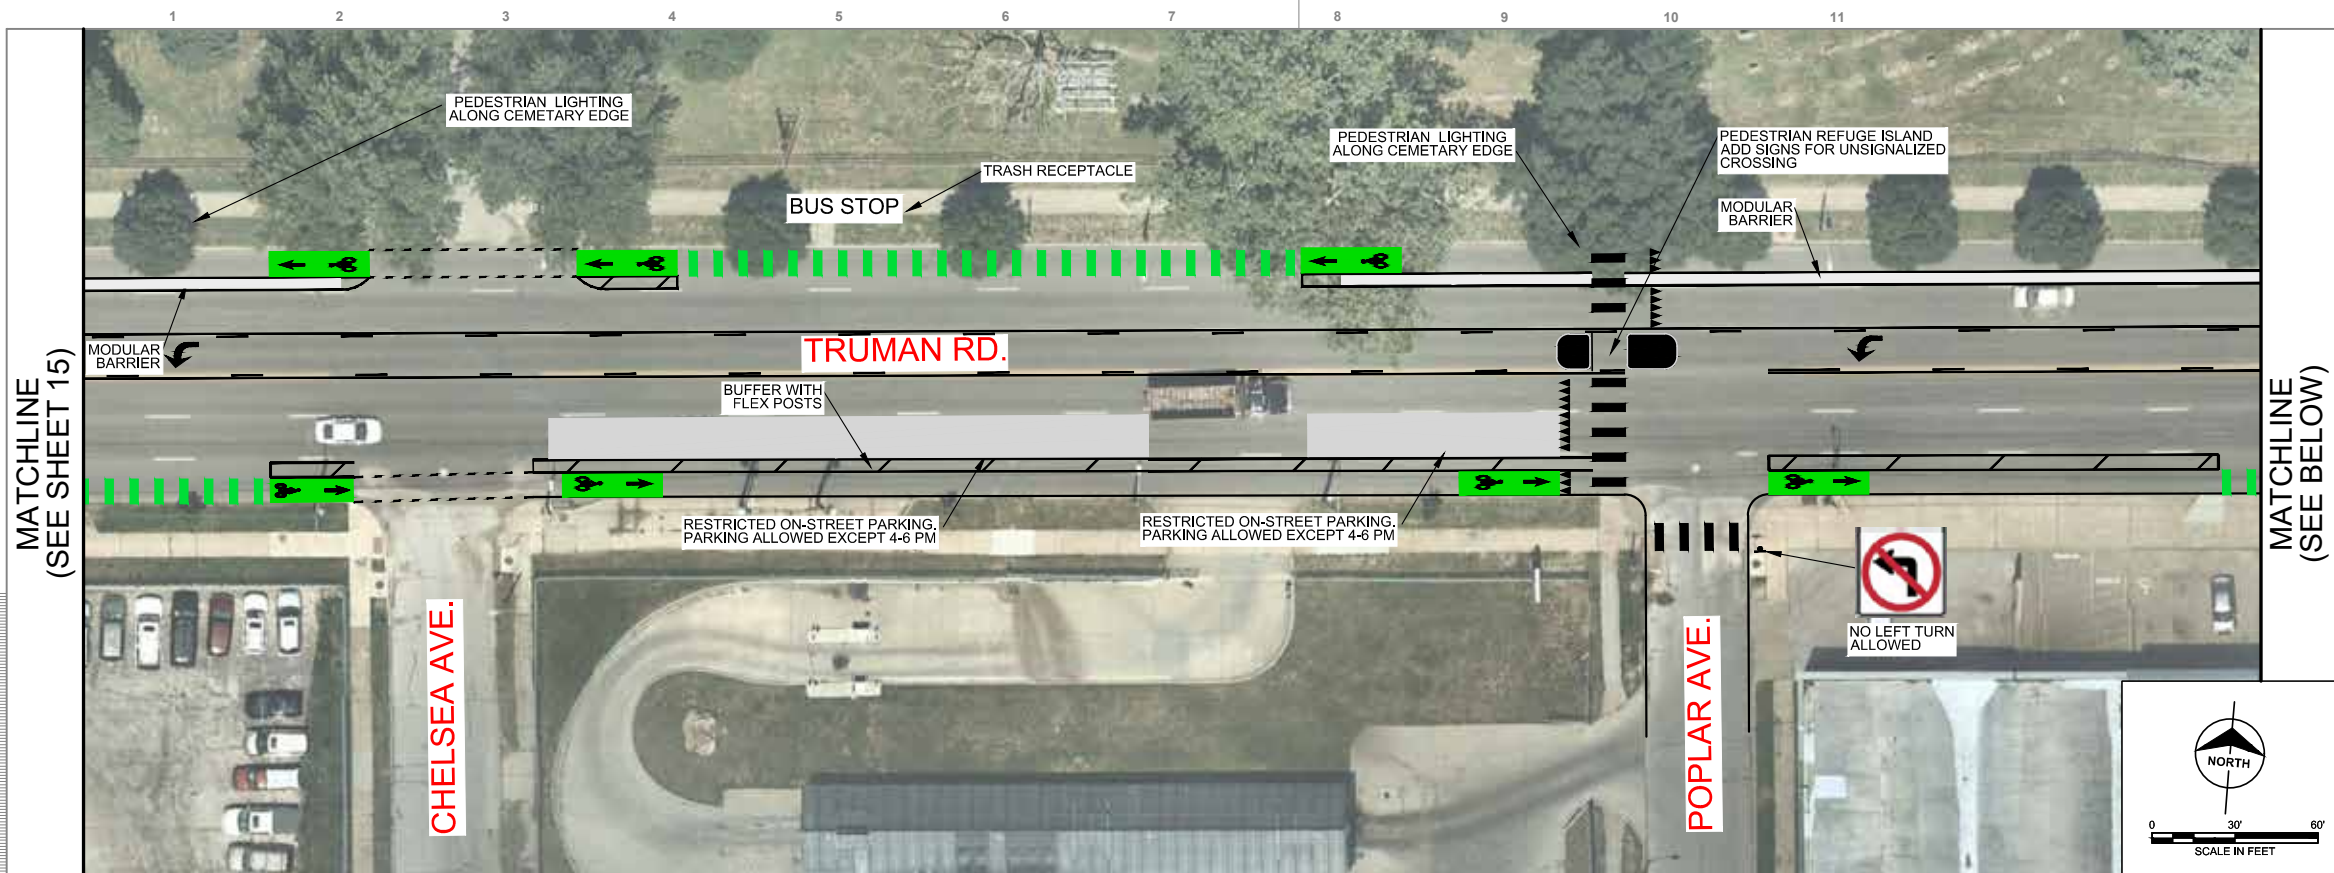 1 2 3 4 5 6 7 8 9 10 11
PEDESTRIAN LIGHTING
ALONG CEMETARY EDGE
TRASH RECEPTACLE
BUS STOP
PEDESTRIAN LIGHTING
ALONG CEMETARY EDGE
PEDESTRIAN REFUGE ISLAND
ADD SIGNS FOR UNSIGNALIZED
CROSSING
MODULAR
BARRIER
MODULAR
BARRIER
TRUMAN RD.
BUFFER WITH
FLEX POSTS
MATCHLINE
(SEE SHEET 15)
MATCHLINE
(SEE BELOW)
RESTRICTED ON-STREET PARKING.
PARKING ALLOWED EXCEPT 4-6 PM
RESTRICTED ON-STREET PARKING.
PARKING ALLOWED EXCEPT 4-6 PM
NO LEFT TURN
ALLOWED
CHELSEA AVE.
POPLAR AVE.
NORTH
0 30' 60'
SCALE IN FEET